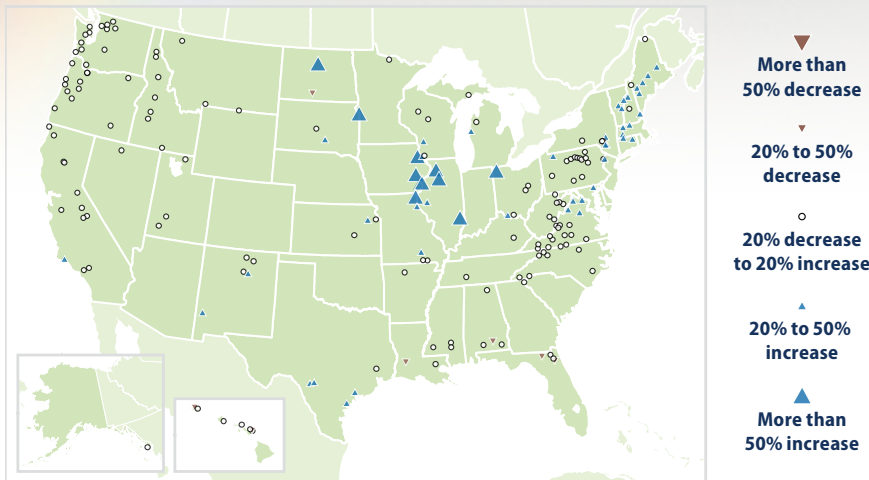 More than
50% decrease
20% to 50%
decrease
20% decrease
to 20% increase
20% to 50%
increase
More than
50% increase